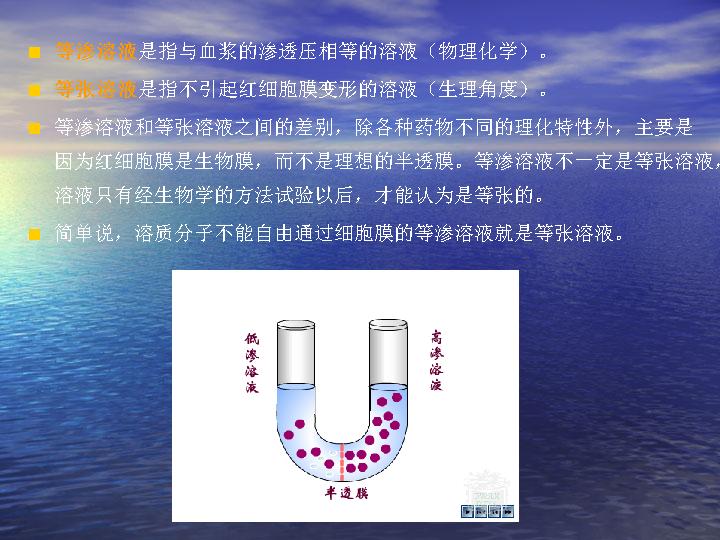 等渗溶液是指与血浆的渗透压相等的溶液（物理化学）。
等张溶液是指不引起红细胞膜变形的溶液（生理角度）。
等渗溶液和等张溶液之间的差别，除各种药物不同的理化特性外，主要是
因为红细胞膜是生物膜，而不是理想的半透膜。等渗溶液不一定是等张溶液，
溶液只有经生物学的方法试验以后，才能认为是等张的。
简单说，溶质分子不能自由通过细胞膜的等渗溶液就是等张溶液。
低渗溶液
高渗溶液
半透膜